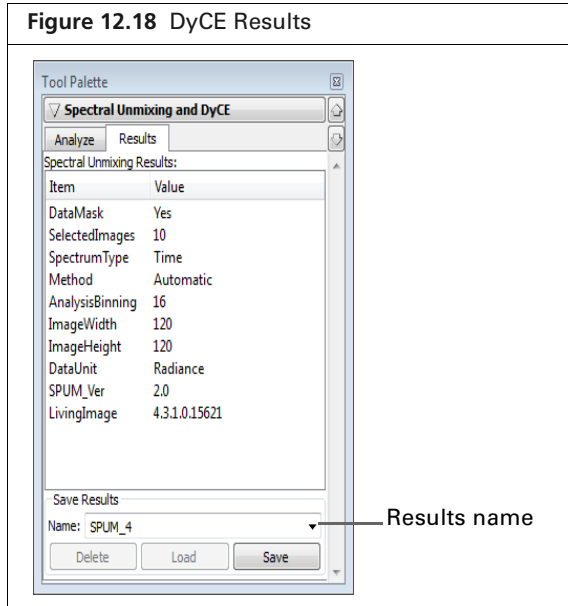 Figure 12.18 DyCE Results
Tool Palette
Spectral Unmixing and DyCE
Analyze Results
Spectral Unmixing Results:
Item Value
DataMask Yes
SelectedImages 10
SpectrumType Time
Method Automatic
AnalysisBinning 16
ImageWidth 120
ImageHeight 120
DataUnit Radiance
SPUM_Ver 2.0
LivingImage 4.3.1.0.15621
Save Results
Name: SPUM_4
Results name
Delete Load Save